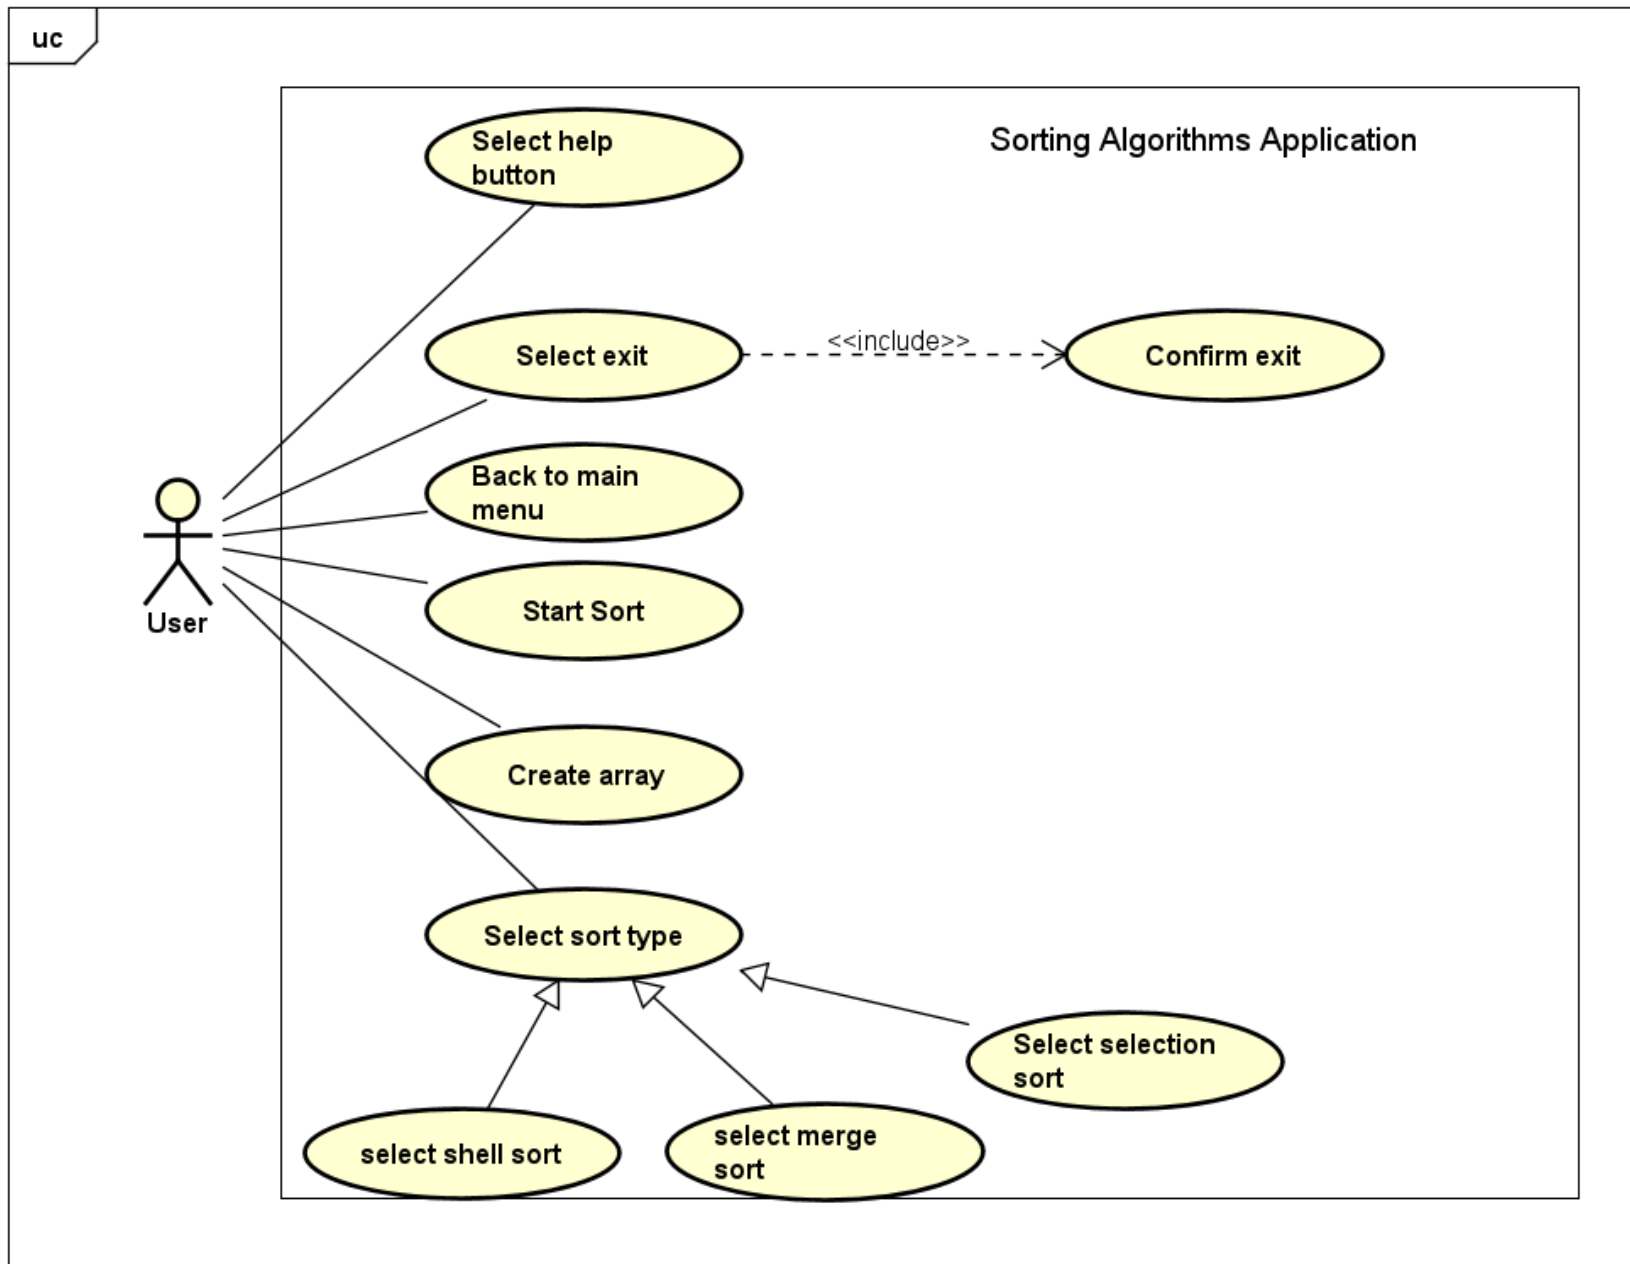 uc
Sorting Algorithms Application
Select help
button
Select exit
<<include>>
Confirm exit
Back to main
menu
User
Start Sort
Create array
Select sort type
Select selection
sort
select shell sort
select merge
sort